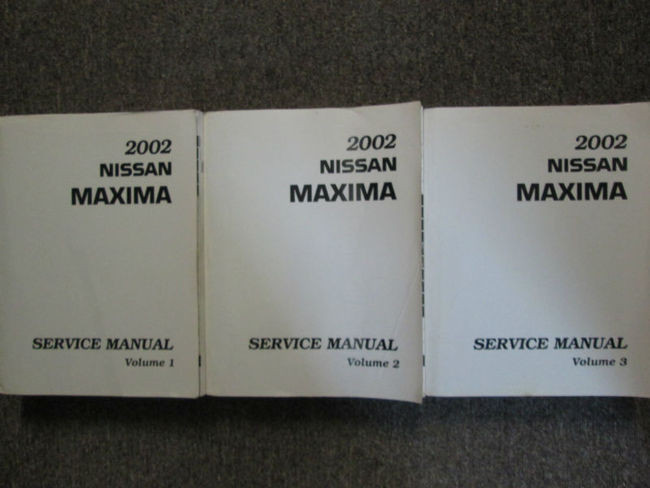 2002
NISSAN
MAXIMA
SERVICE MANUAL
Volume 1
2002
NISSAN
MAXIMA
SERVICE MANUAL
Volume 2
2002
NISSAN
MAXIMA
SERVICE MANUAL
Volume 3